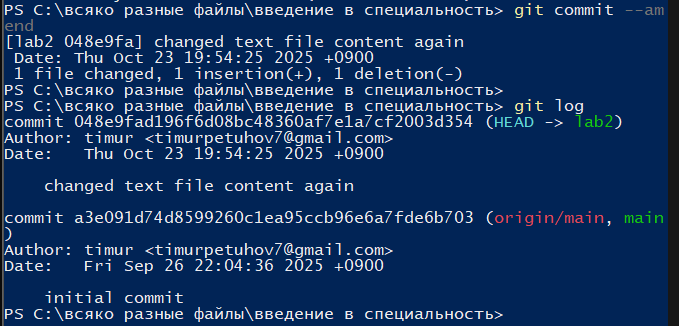 PS C:\всяко разные файлы\введение в специальность> git commit --am
end
[lab2 048e9fa] changed text file content again
 Date: Thu Oct 23 19:54:25 2025 +0900
 1 file changed, 1 insertion(+), 1 deletion(-)
PS C:\всяко разные файлы\введение в специальность>
PS C:\всяко разные файлы\введение в специальность> git log
commit 048e9fad196f6d08bc48360af7e1a7cf2003d354 (HEAD -> lab2)
Author: timur <timurpetuhov7@gmail.com>
Date:   Thu Oct 23 19:54:25 2025 +0900

    changed text file content again

commit a3e091d74d8599260c1ea95ccb96e6a7fde6b703 (origin/main, main
)
Author: timur <timurpetuhov7@gmail.com>
Date:   Fri Sep 26 22:04:36 2025 +0900

    initial commit
PS C:\всяко разные файлы\введение в специальность>